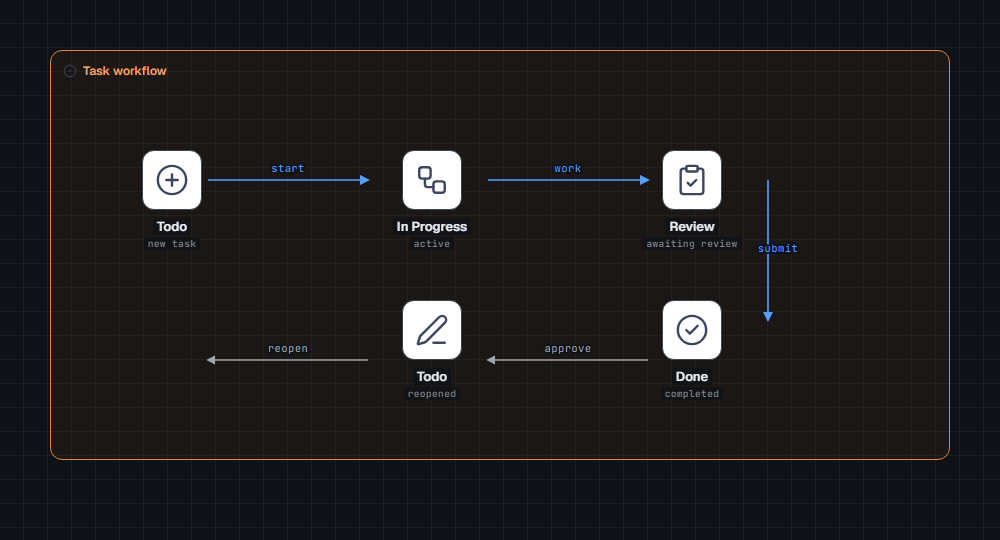 Task workflow
start
work
Todo
new task
In Progress
active
Review
awaiting review
submit
reopen
approve
Todo
reopened
Done
completed